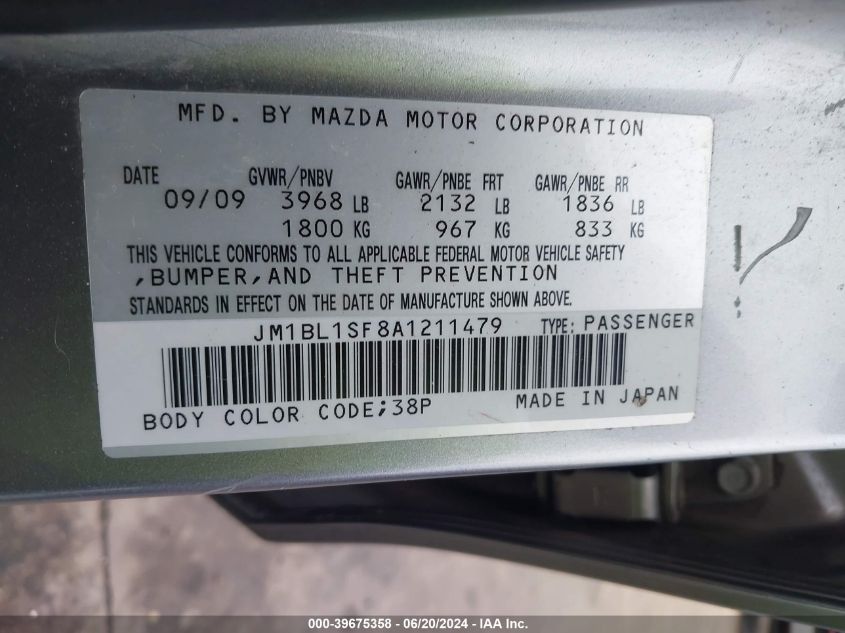 MFD. BY MAZDA MOTOR CORPORATION
DATE GVWR/PNBV GAWR/PNBE FRT GAWR/PNBE RR
09/09 3968 LB 2132 LB 1836 LB
1800 KG 967 KG 833 KG
THIS VEHICLE CONFORMS TO ALL APPLICABLE FEDERAL MOTOR VEHICLE SAFETY
,BUMPER,AND THEFT PREVENTION
STANDARDS IN EFFECT ON THE DATE OF MANUFACTURE SHOWN ABOVE.
JM1BL1SF8A1211479 TYPE: PASSENGER
BODY COLOR CODE;38P MADE IN JAPAN
000-39675358 - 06/20/2024 - IAA Inc.